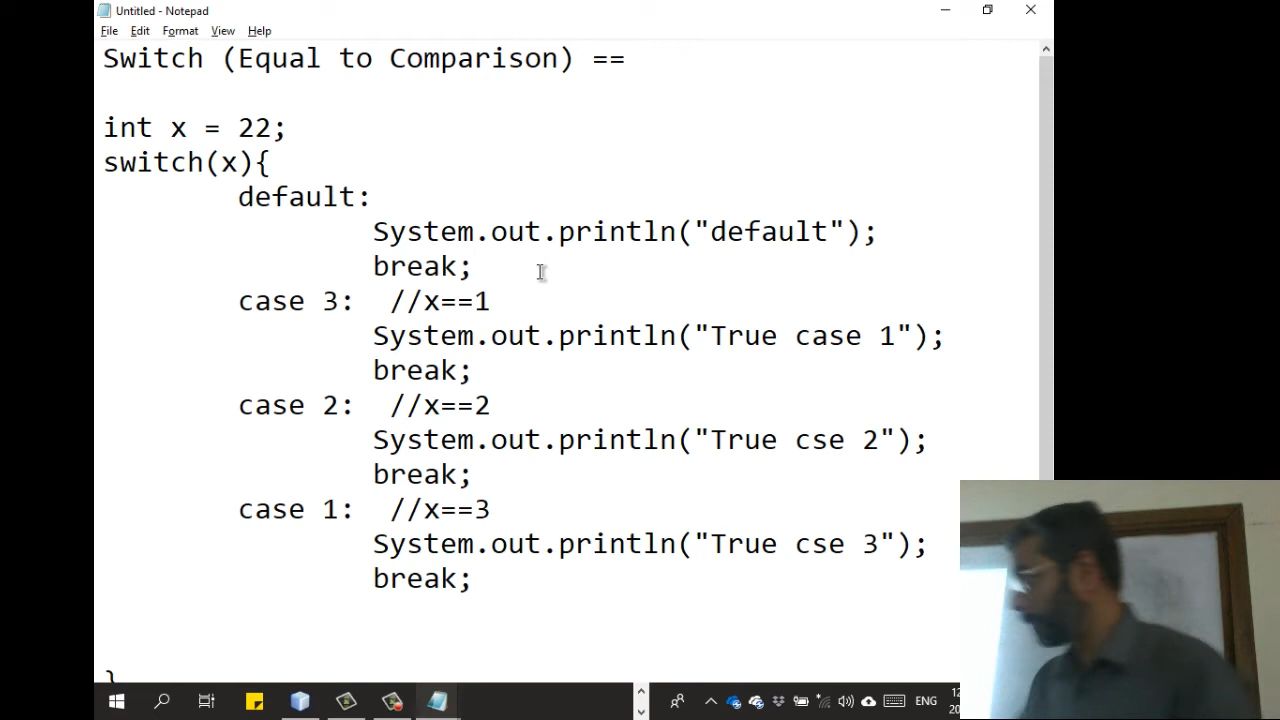 Untitled - Notepad
File Edit Format View Help
Switch (Equal to Comparison) ==
int x = 22;
switch(x){
default:
System.out.println("default");
break;
case 3: //x==1
System.out.println("True case 1");
break;
case 2: //x==2
System.out.println("True cse 2");
break;
case 1: //x==3
System.out.println("True cse 3");
break;
}
ENG